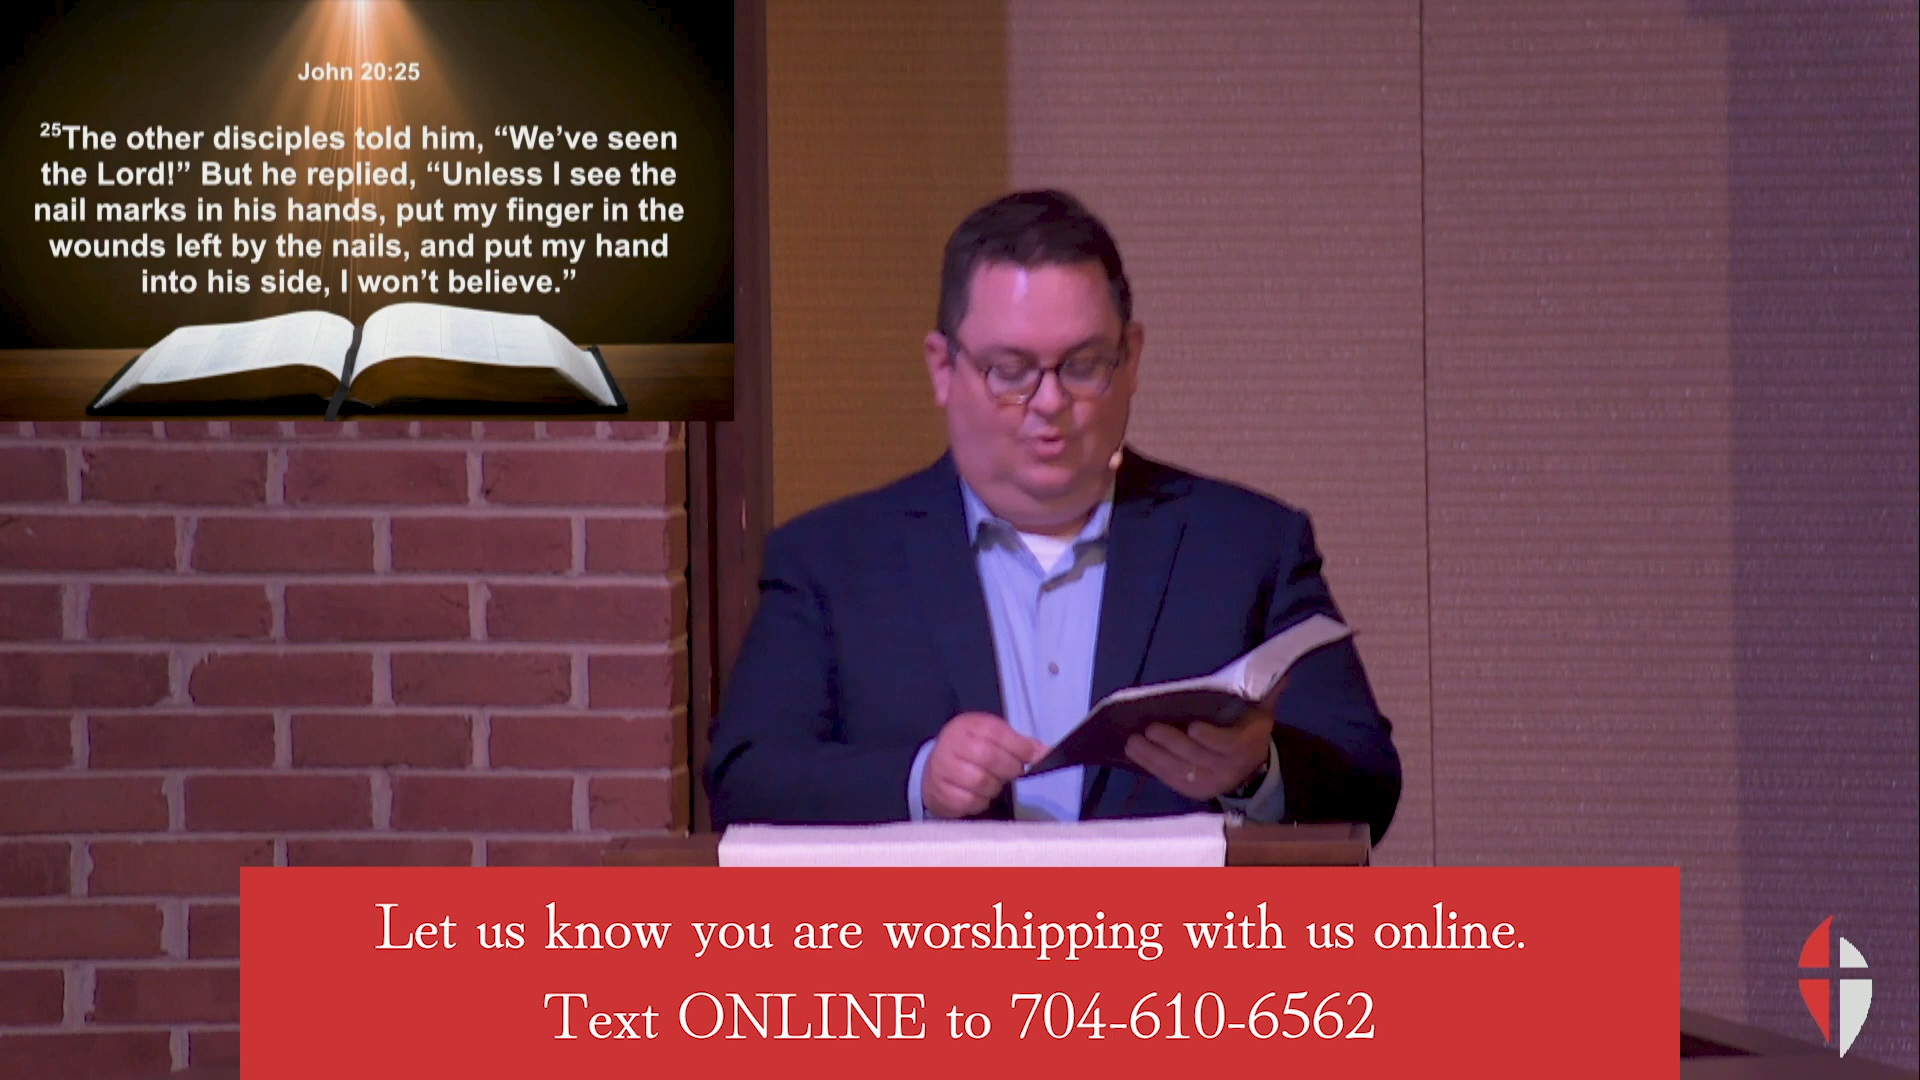 John 20:25
25The other disciples told him, “We’ve seen
the Lord!” But he replied, “Unless I see the
nail marks in his hands, put my finger in the
wounds left by the nails, and put my hand
into his side, I won’t believe.”
Let us know you are worshipping with us online.
Text ONLINE to 704-610-6562